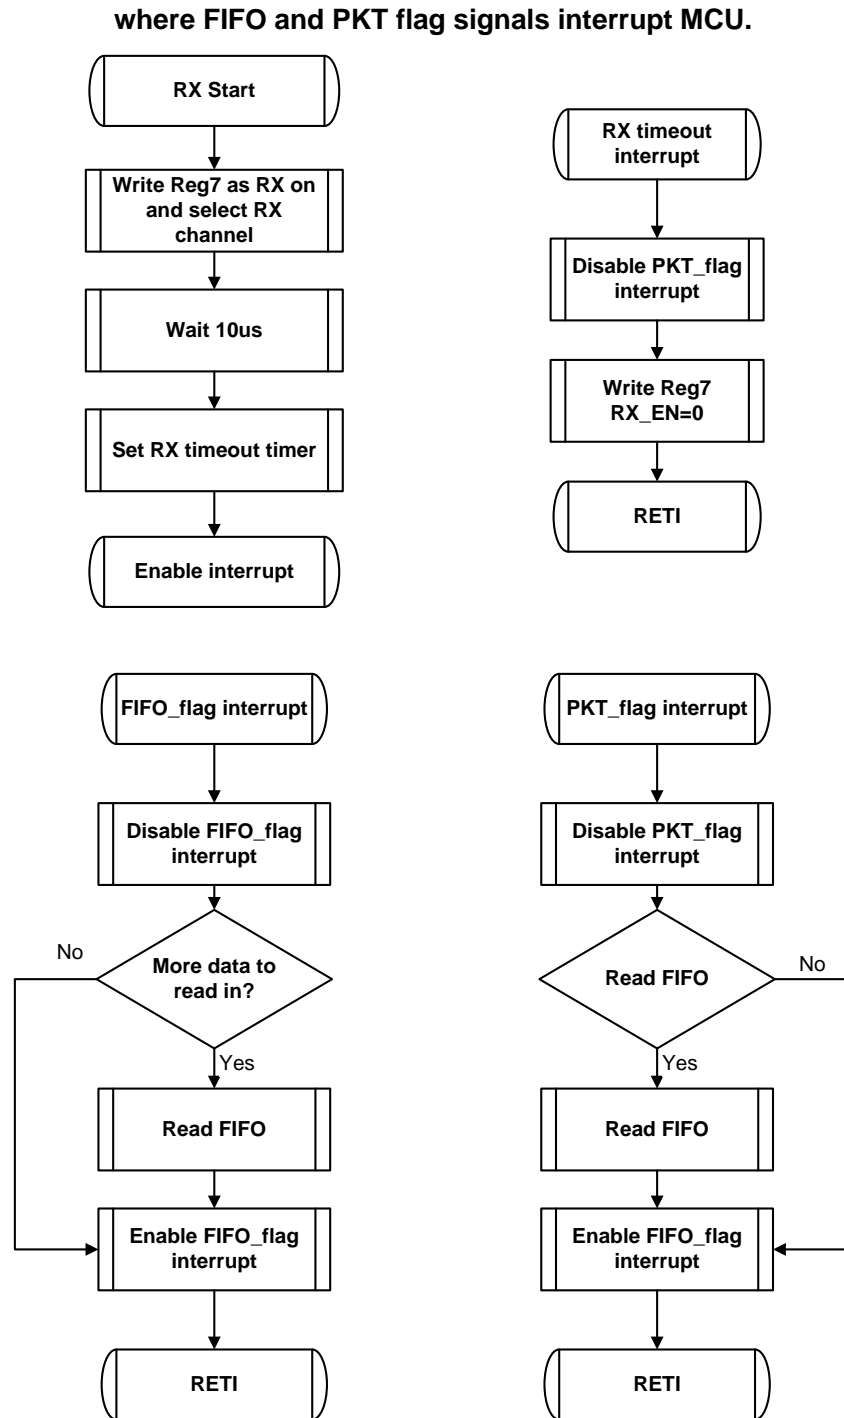 where FIFO and PKT flag signals interrupt MCU.
RX Start
Write Reg7 as RX on
and select RX
channel
Wait 10us
Set RX timeout timer
Enable interrupt
RX timeout
interrupt
Disable PKT_flag
interrupt
Write Reg7
RX_EN=0
RETI
FIFO_flag interrupt
Disable FIFO_flag
interrupt
No
More data to
read in?
Yes
Read FIFO
Enable FIFO_flag
interrupt
RETI
PKT_flag interrupt
Disable PKT_flag
interrupt
Read FIFO
No
Yes
Read FIFO
Enable FIFO_flag
interrupt
RETI